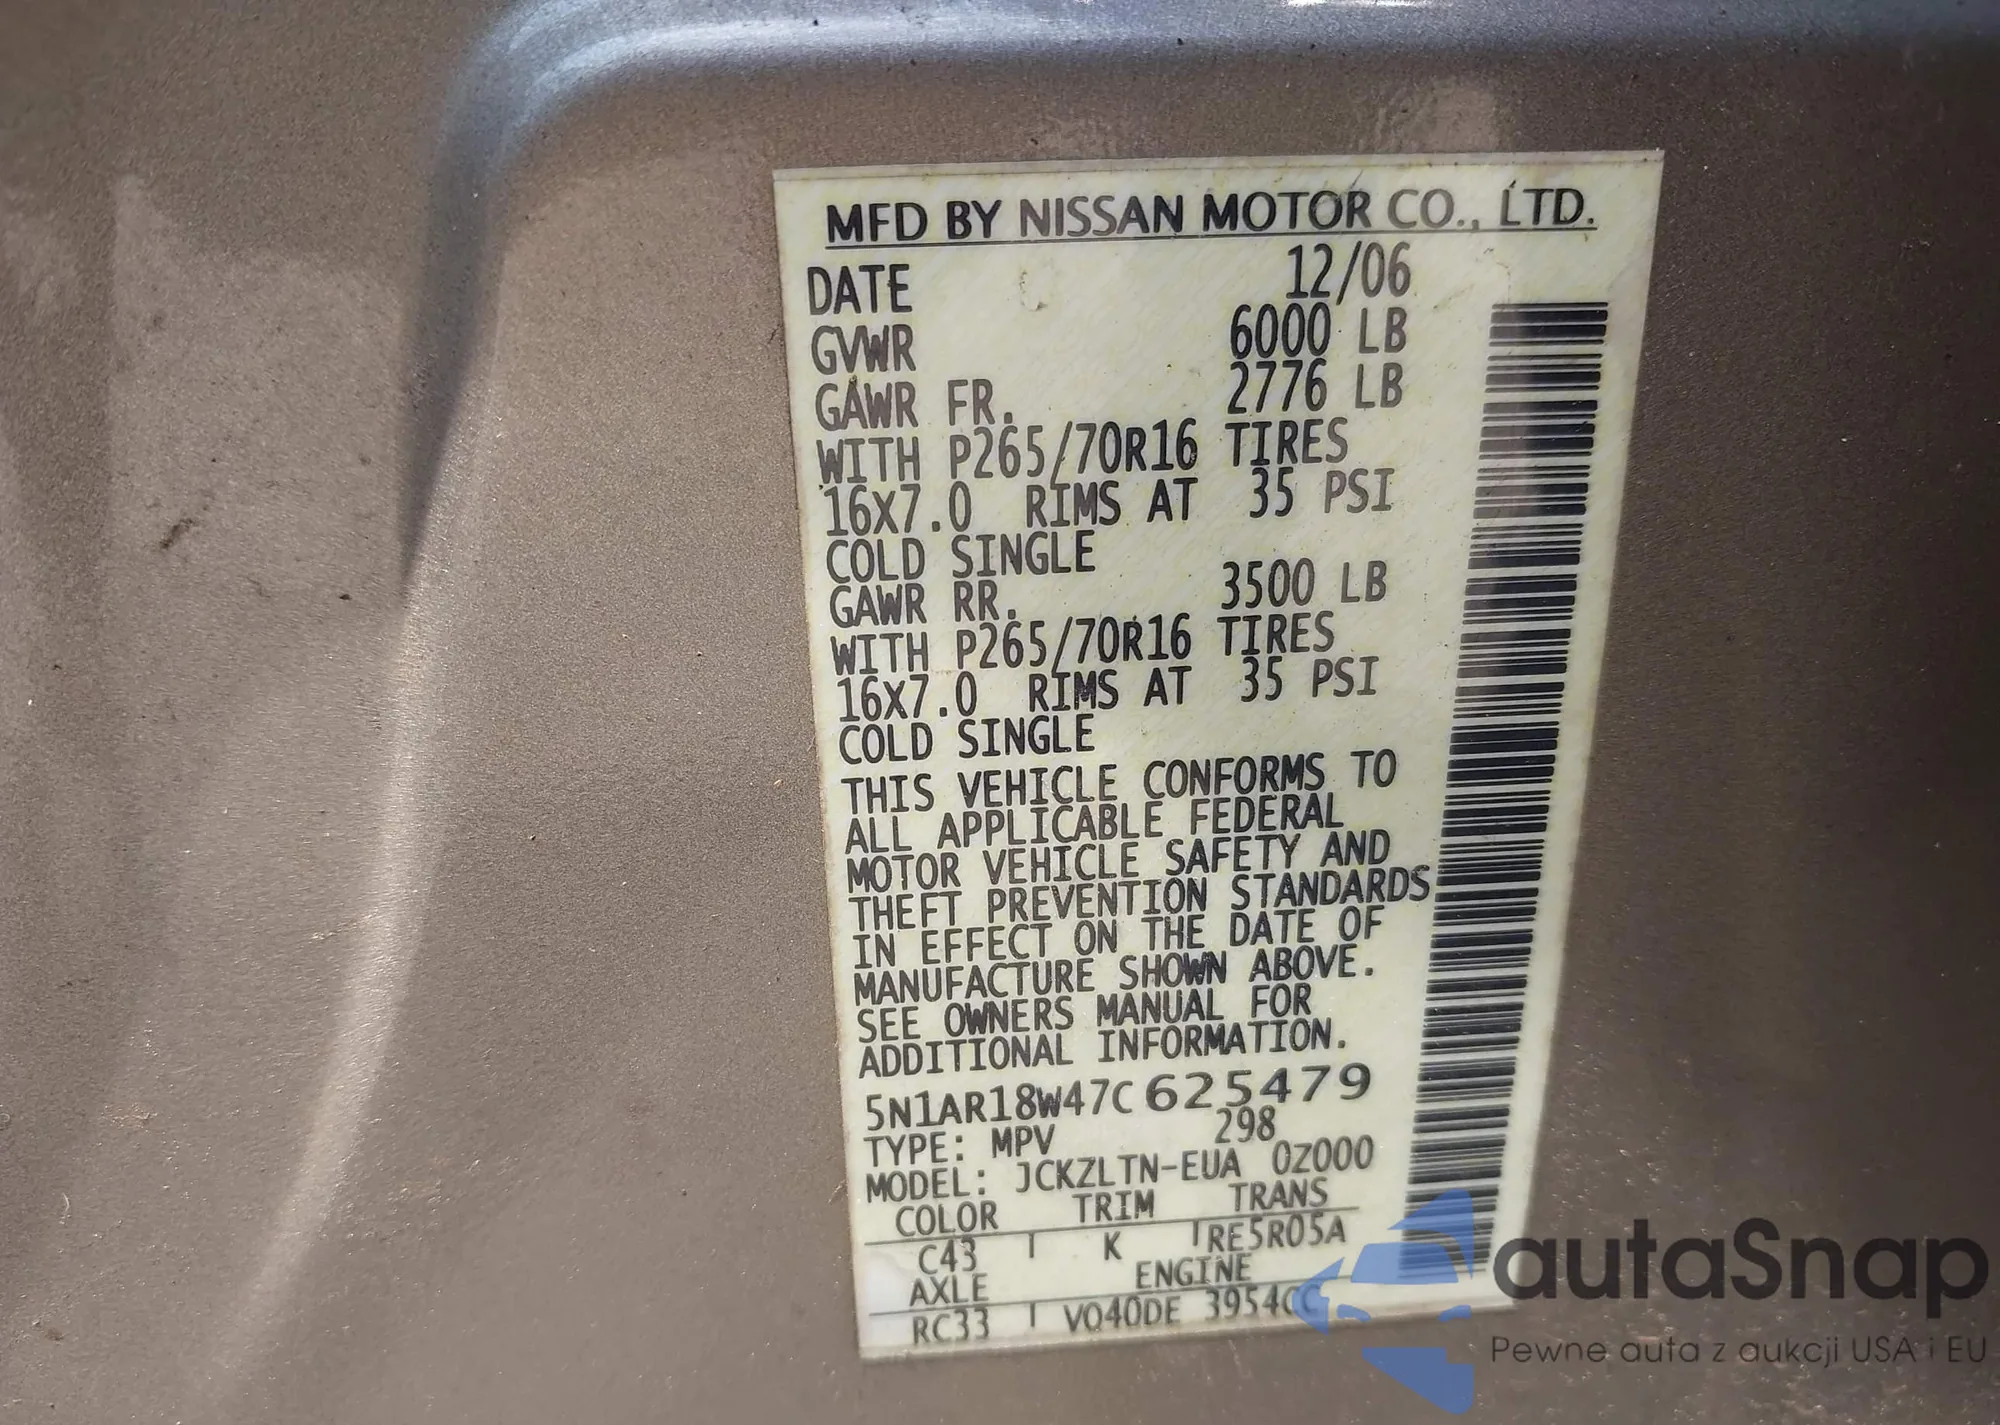 MFD BY NISSAN MOTOR CO., LTD.
DATE 12/06
GVWR 6000 LB
GAWR FR. 2776 LB
WITH P265/70R16 TIRES
16X7.0 RIMS AT 35 PSI
COLD SINGLE
GAWR RR. 3500 LB
WITH P265/70R16 TIRES
16X7.0 RIMS AT 35 PSI
COLD SINGLE
THIS VEHICLE CONFORMS TO
ALL APPLICABLE FEDERAL
MOTOR VEHICLE SAFETY AND
THEFT PREVENTION STANDARDS
IN EFFECT ON THE DATE OF
MANUFACTURE SHOWN ABOVE.
SEE OWNERS MANUAL FOR
ADDITIONAL INFORMATION.
5N1AR18W47C625479
TYPE: MPV 298
MODEL: JCKZLTN-EUA 0Z000
COLOR TRIM TRANS
C43 K RE5R05A
AXLE ENGINE
RC33 VQ40DE 3954CC
autaSnap
Pewne auta z aukcji USA i EU